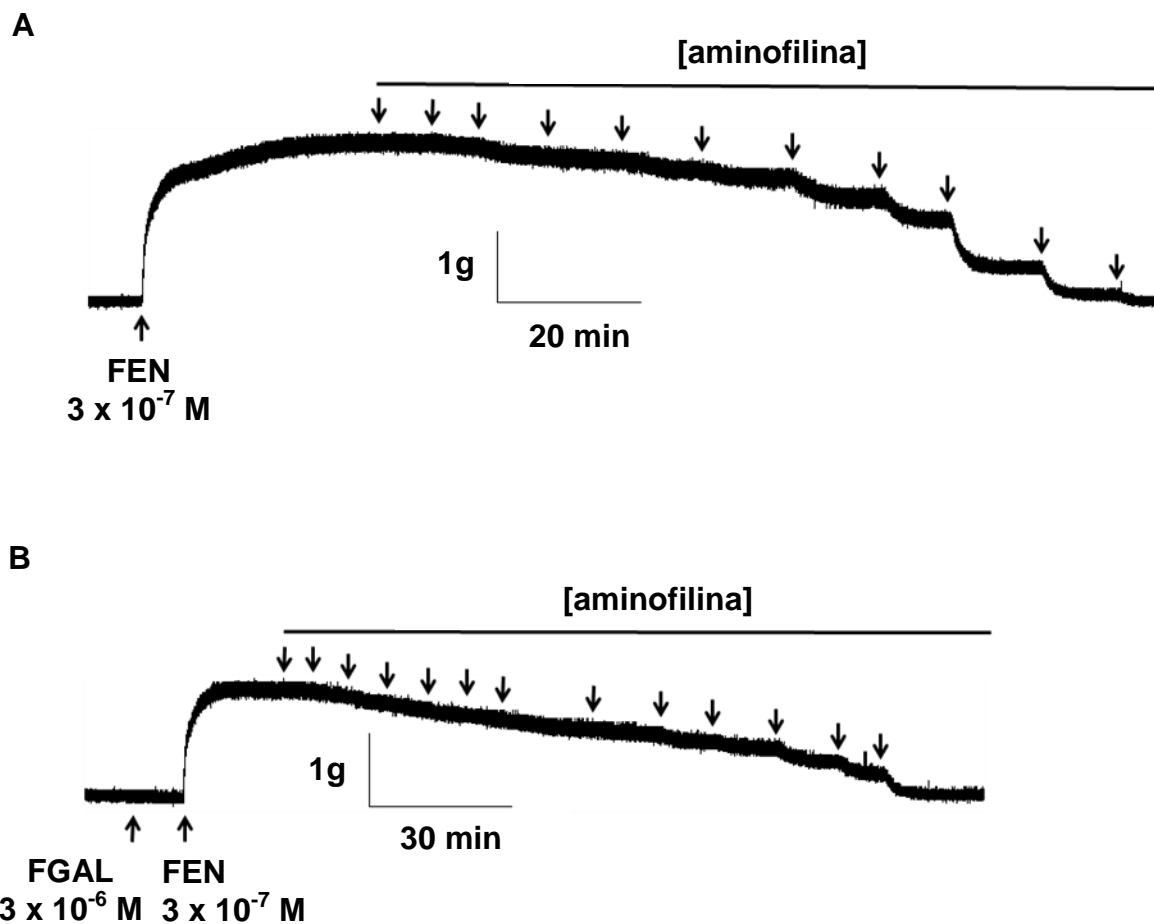 A
[aminofilina]
1g
20 min
FEN
3 x 10⁻⁷ M
B
[aminofilina]
1g
30 min
FGAL FEN
3 x 10⁻⁶ M 3 x 10⁻⁷ M